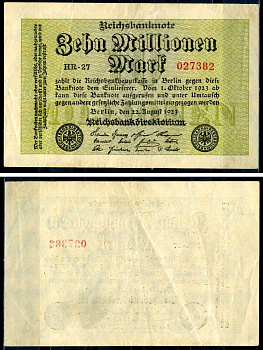 Reichsbanknote
Zehn Millionen
Mark
HR-27 027382
zahlt die Reichsbankhauptkasse in Berlin gegen diese
Banknote dem Einlieferer. Vom 1. Oktober 1923 ab
kann diese Banknote aufgerufen und unter Umtausch
gegen andere gesetzliche Zahlungsmittel eingezogen werden
Berlin, den 22. August 1923
Reichsbankdirektorium
027382